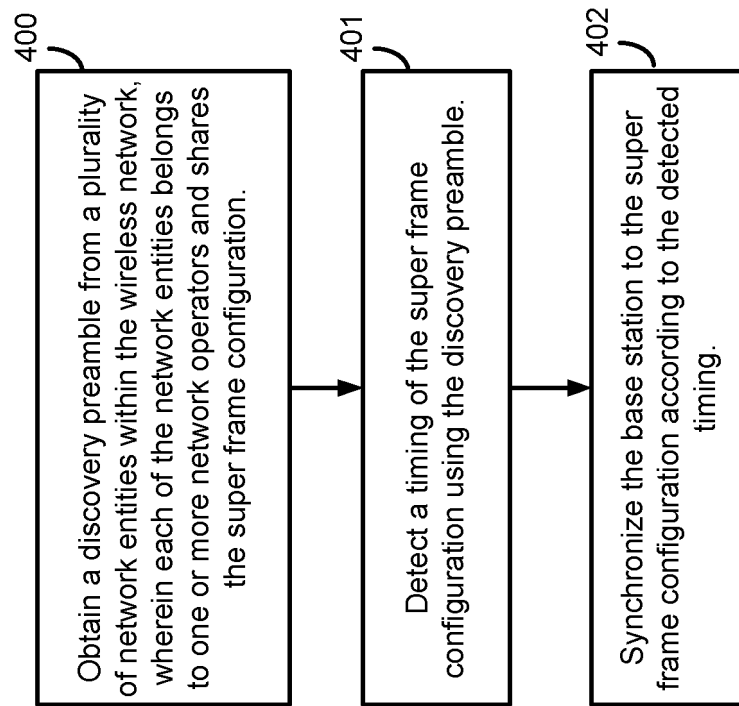 400
Obtain a discovery preamble from a plurality
of network entities within the wireless network,
wherein each of the network entities belongs
to one or more network operators and shares
the super frame configuration.
401
Detect a timing of the super frame
configuration using the discovery preamble.
402
Synchronize the base station to the super
frame configuration according to the detected
timing.